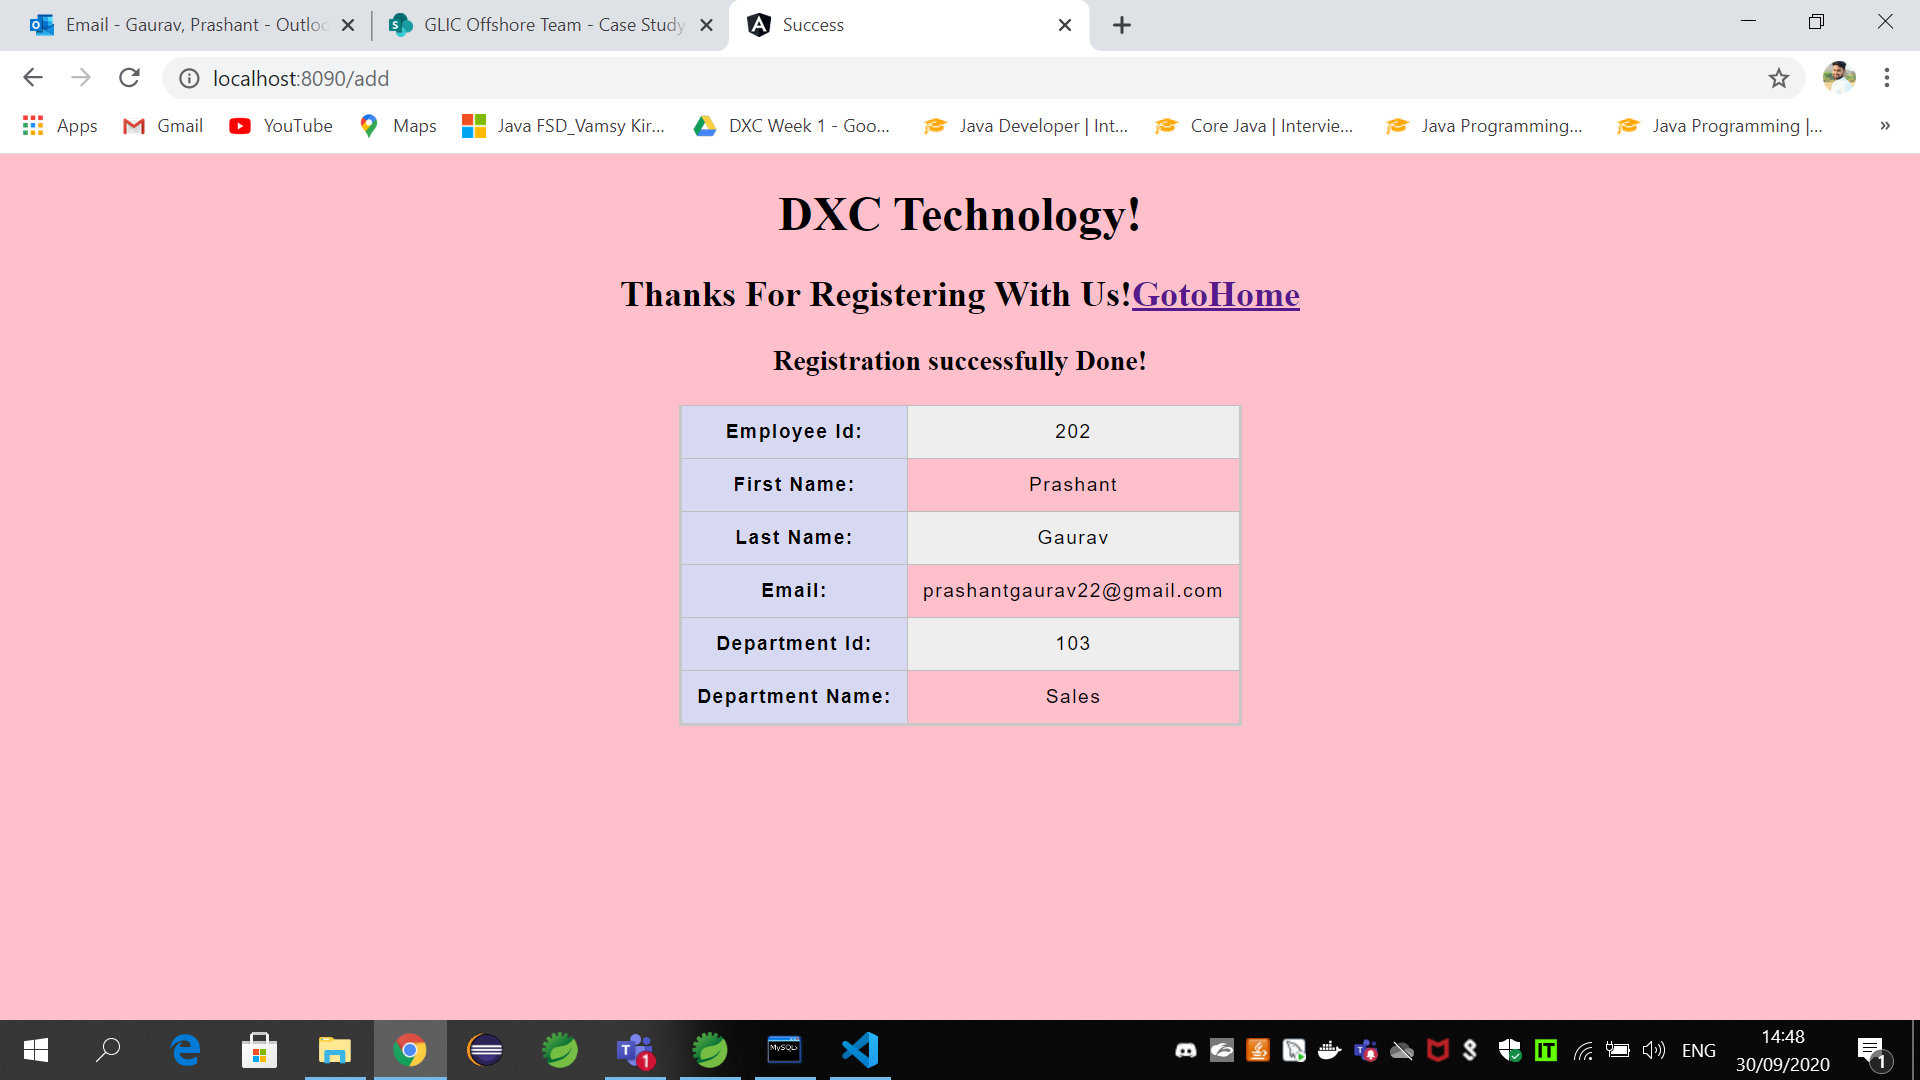 Email - Gaurav, Prashant - Outloo
GLIC Offshore Team - Case Study
Success
localhost:8090/add
Apps
Gmail
YouTube
Maps
Java FSD_Vamsy Kir...
DXC Week 1 - Goo...
Java Developer | Int...
Core Java | Intervie...
Java Programming...
Java Programming |...
»
DXC Technology!
Thanks For Registering With Us!GotoHome
Registration successfully Done!
Employee Id: 202
First Name: Prashant
Last Name: Gaurav
Email: prashantgaurav22@gmail.com
Department Id: 103
Department Name: Sales
1
MySQL>
IT
ENG
14:48
30/09/2020
1